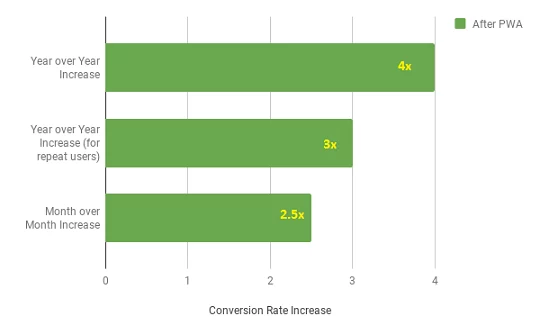 After PWA
Year over Year
Increase
4x
Year over Year
Increase (for
repeat users)
3x
Month over
Month Increase
2.5x
0 1 2 3 4
Conversion Rate Increase